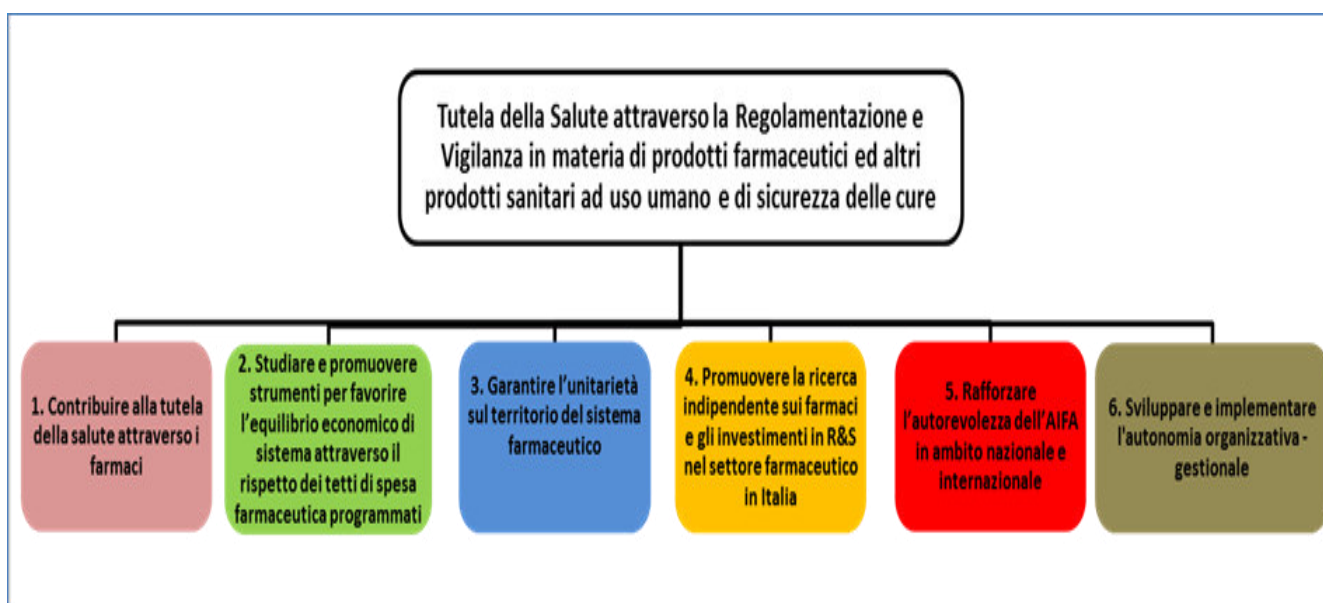 Tutela della Salute attraverso la Regolamentazione e
Vigilanza in materia di prodotti farmaceutici ed altri
prodotti sanitari ad uso umano e di sicurezza delle cure
1. Contribuire alla tutela
della salute attraverso i
farmaci
2. Studiare e promuovere
strumenti per favorire
l'equilibrio economico di
sistema attraverso il
rispetto dei tetti di spesa
farmaceutica programmati
3. Garantire l'unitarietà
sul territorio del sistema
farmaceutico
4. Promuovere la ricerca
indipendente sui farmaci
e gli investimenti in R&S
nel settore farmaceutico
in Italia
5. Rafforzare
l'autorevolezza dell'AIFA
in ambito nazionale e
internazionale
6. Sviluppare e implementare
l'autonomia organizzativa -
gestionale